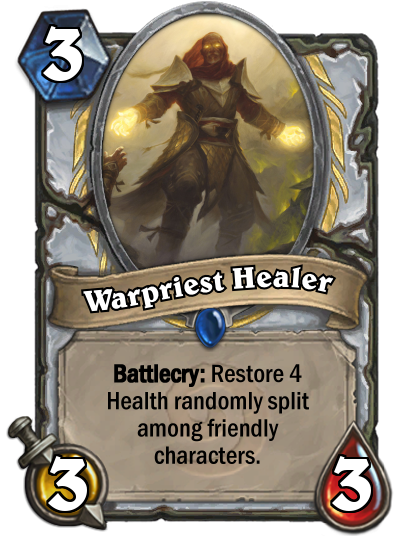 3
Warpriest Healer
Battlecry: Restore 4
Health randomly split
among friendly
characters.
3
3